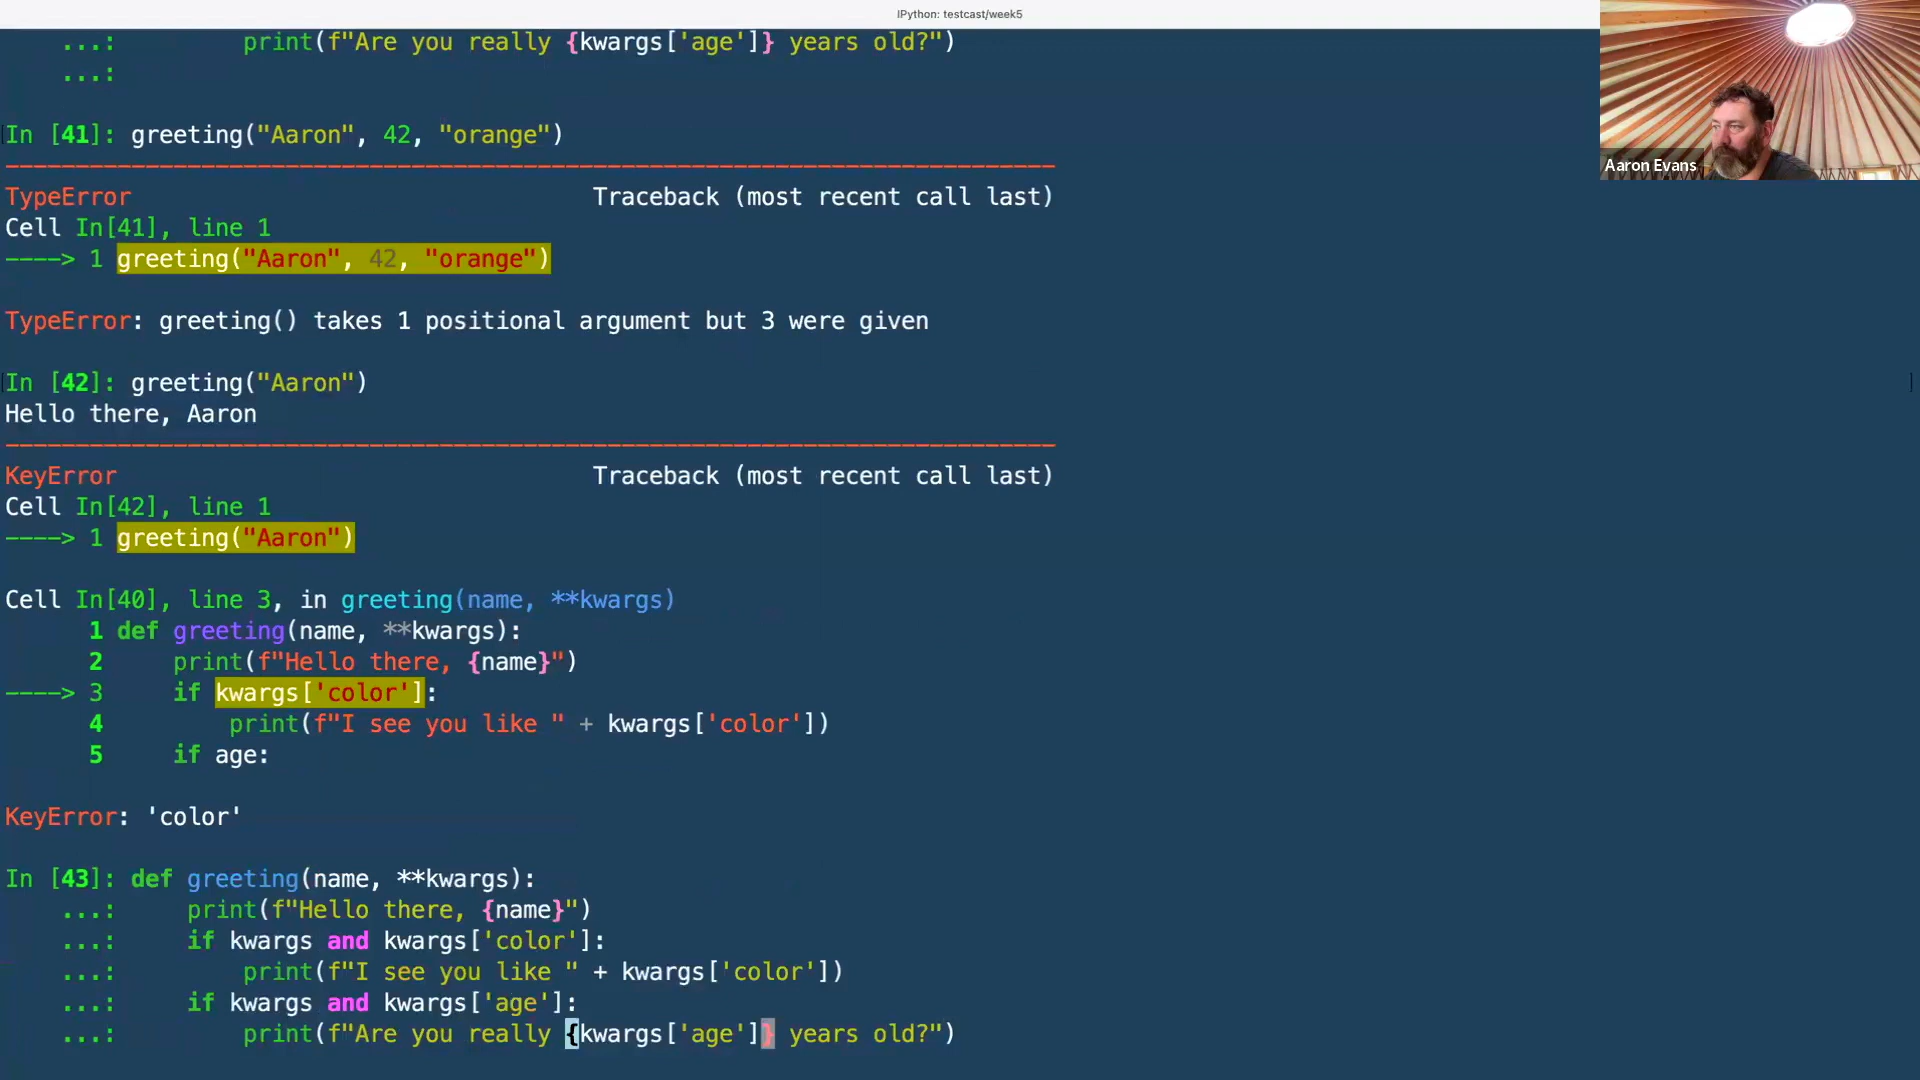 IPython: testcast/week5
...:         print(f"Are you really {kwargs['age']} years old?")
...:
In [41]: greeting("Aaron", 42, "orange")
---------------------------------------------------------------------------
TypeError                                 Traceback (most recent call last)
Cell In[41], line 1
----> 1 greeting("Aaron", 42, "orange")
TypeError: greeting() takes 1 positional argument but 3 were given
In [42]: greeting("Aaron")
Hello there, Aaron
---------------------------------------------------------------------------
KeyError                                  Traceback (most recent call last)
Cell In[42], line 1
----> 1 greeting("Aaron")
Cell In[40], line 3, in greeting(name, **kwargs)
      1 def greeting(name, **kwargs):
      2     print(f"Hello there, {name}")
----> 3     if kwargs['color']:
      4         print(f"I see you like " + kwargs['color'])
      5     if age:
KeyError: 'color'
In [43]: def greeting(name, **kwargs):
    ...:     print(f"Hello there, {name}")
    ...:     if kwargs and kwargs['color']:
    ...:         print(f"I see you like " + kwargs['color'])
    ...:     if kwargs and kwargs['age']:
    ...:         print(f"Are you really {kwargs['age']} years old?")
Aaron Evans